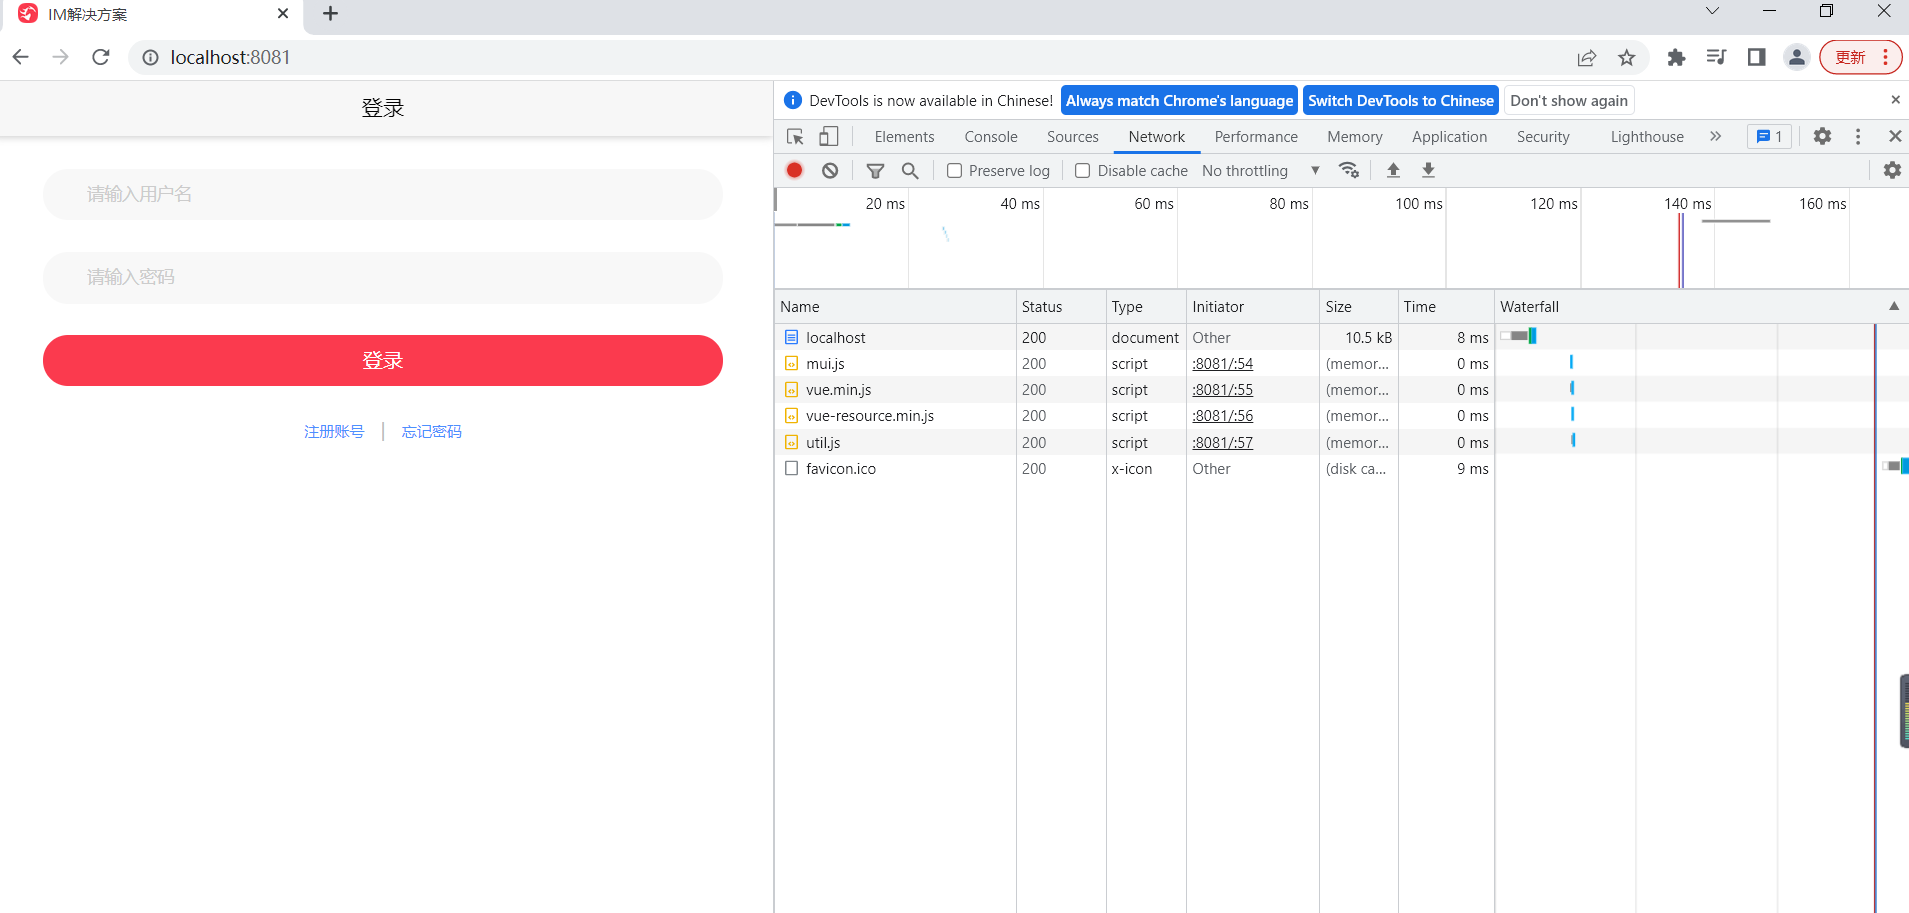 IM解决方案
localhost:8081
更新
登录
请输入用户名
请输入密码
登录
注册账号 | 忘记密码
DevTools is now available in Chinese! Always match Chrome's language Switch DevTools to Chinese Don't show again
Elements Console Sources Network Performance Memory Application Security Lighthouse 1
Preserve log Disable cache No throttling
20 ms 40 ms 60 ms 80 ms 100 ms 120 ms 140 ms 160 ms
Name Status Type Initiator Size Time Waterfall
localhost 200 document Other 10.5 kB 8 ms
mui.js 200 script :8081/:54 (memor... 0 ms
vue.min.js 200 script :8081/:55 (memor... 0 ms
vue-resource.min.js 200 script :8081/:56 (memor... 0 ms
util.js 200 script :8081/:57 (memor... 0 ms
favicon.ico 200 x-icon Other (disk ca... 9 ms